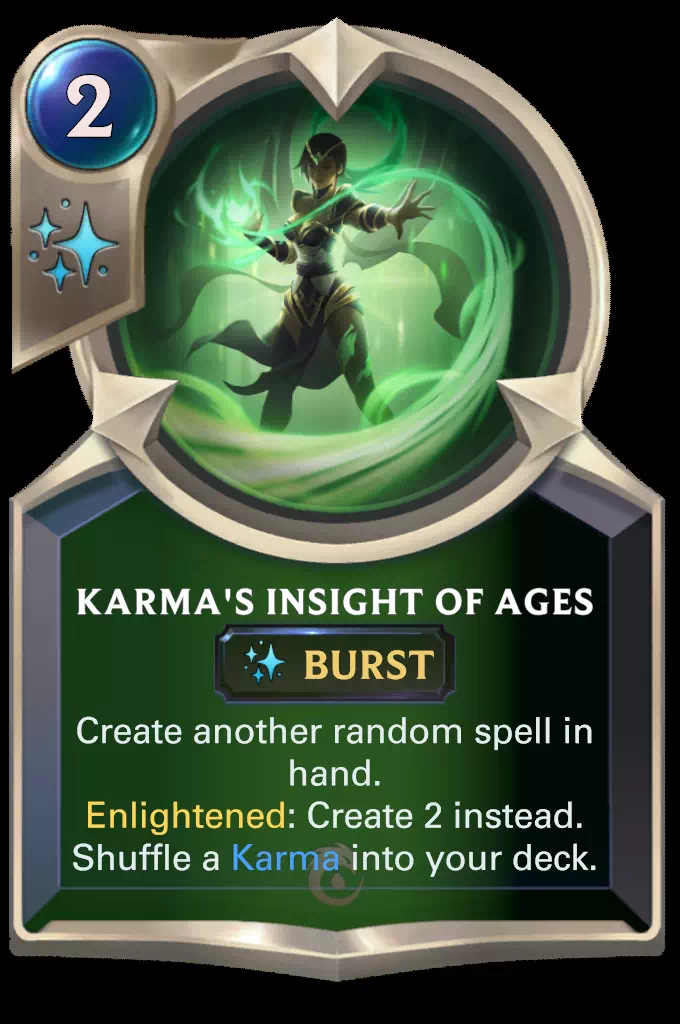 2
KARMA'S INSIGHT OF AGES
BURST
Create another random spell in
hand.
Enlightened: Create 2 instead.
Shuffle a Karma into your deck.